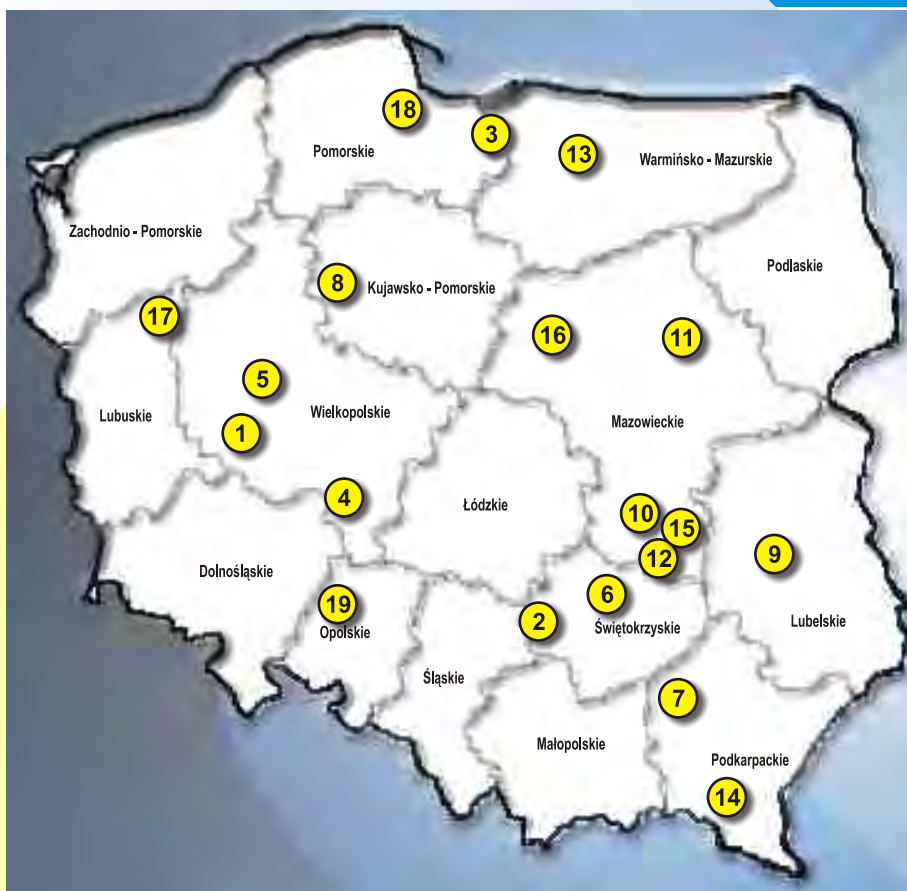 18
3
Pomorskie
13
Warmińsko - Mazurskie
Zachodnio - Pomorskie
Podlaskie
8
Kujawsko - Pomorskie
17
16
11
5
Lubuskie
Wielkopolskie
1
Mazowieckie
4
Łódzkie
10
15
12
9
Dolnośląskie
19
Opolskie
2
6
Świętokrzyskie
Lubelskie
Śląskie
7
Małopolskie
Podkarpackie
14